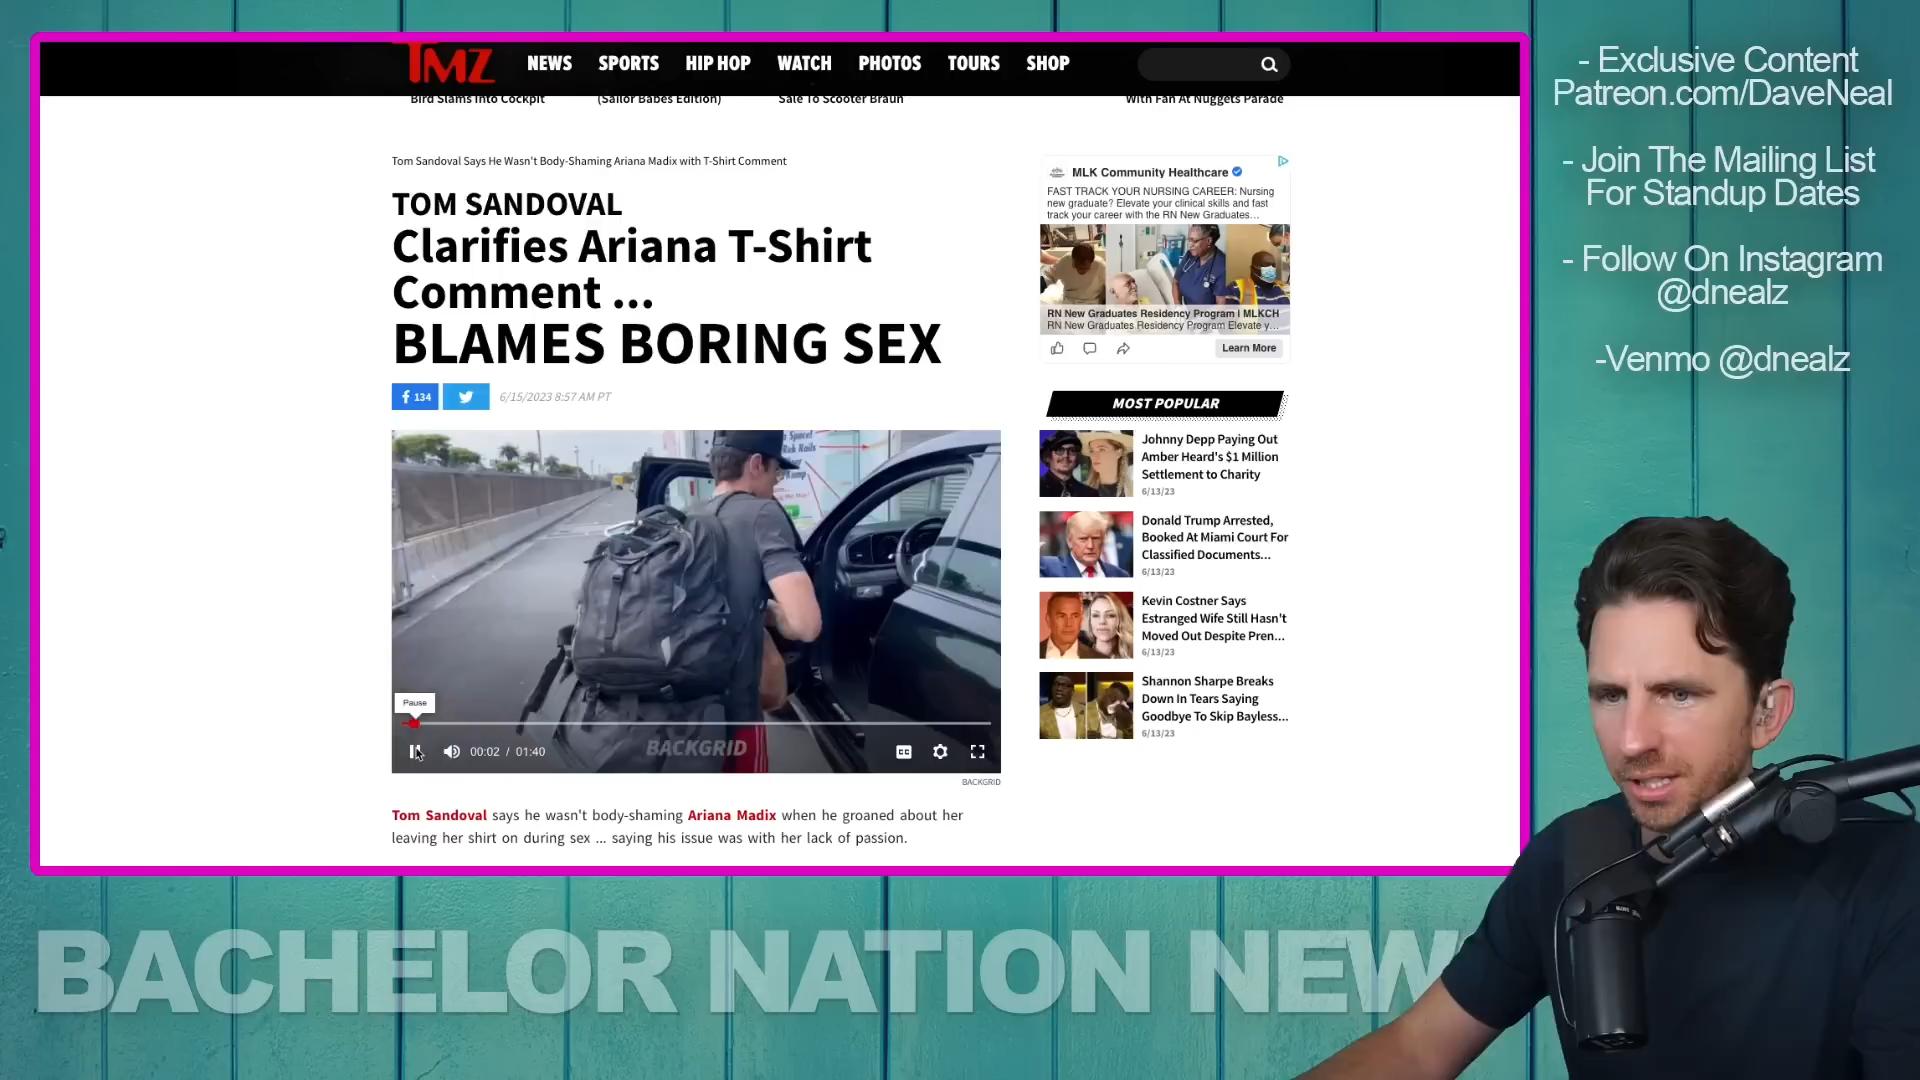 TMZ
NEWS SPORTS HIP HOP WATCH PHOTOS TOURS SHOP
Bird Slams Into Cockpit
(Sailor Babes Edition)
Sale To Scooter Braun
With Fan At Nuggets Parade
Tom Sandoval Says He Wasn't Body-Shaming Ariana Madix with T-Shirt Comment
TOM SANDOVAL
Clarifies Ariana T-Shirt
Comment ...
BLAMES BORING SEX
134
6/15/2023 8:57 AM PT
Pause
00:02 / 01:40
BACKGRID
CC
BACKGRID
Tom Sandoval says he wasn't body-shaming Ariana Madix when he groaned about her
leaving her shirt on during sex ... saying his issue was with her lack of passion.
MLK Community Healthcare
FAST TRACK YOUR NURSING CAREER: Nursing
new graduate? Elevate your clinical skills and fast
track your career with the RN New Graduates...
RN New Graduates Residency Program | MLKCH
RN New Graduates Residency Program Elevate y...
Learn More
MOST POPULAR
Johnny Depp Paying Out
Amber Heard's $1 Million
Settlement to Charity
6/13/23
Donald Trump Arrested,
Booked At Miami Court For
Classified Documents...
6/13/23
Kevin Costner Says
Estranged Wife Still Hasn't
Moved Out Despite Pren...
6/13/23
Shannon Sharpe Breaks
Down In Tears Saying
Goodbye To Skip Bayless...
6/13/23
- Exclusive Content
Patreon.com/DaveNeal
- Join The Mailing List
For Standup Dates
- Follow On Instagram
@dnealz
-Venmo @dnealz
BACHELOR NATION NEW